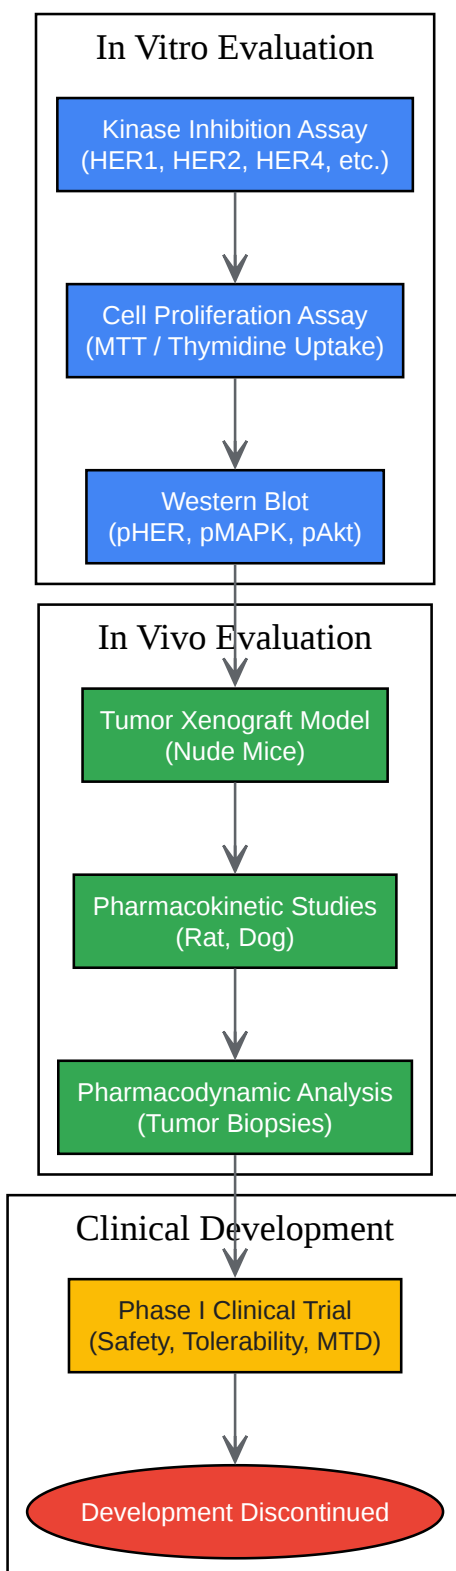 In Vitro Evaluation
Kinase Inhibition Assay
(HER1, HER2, HER4, etc.)
Cell Proliferation Assay
(MTT / Thymidine Uptake)
Western Blot
(pHER, pMAPK, pAkt)
In Vivo Evaluation
Tumor Xenograft Model
(Nude Mice)
Pharmacokinetic Studies
(Rat, Dog)
Pharmacodynamic Analysis
(Tumor Biopsies)
Clinical Development
Phase I Clinical Trial
(Safety, Tolerability, MTD)
Development Discontinued